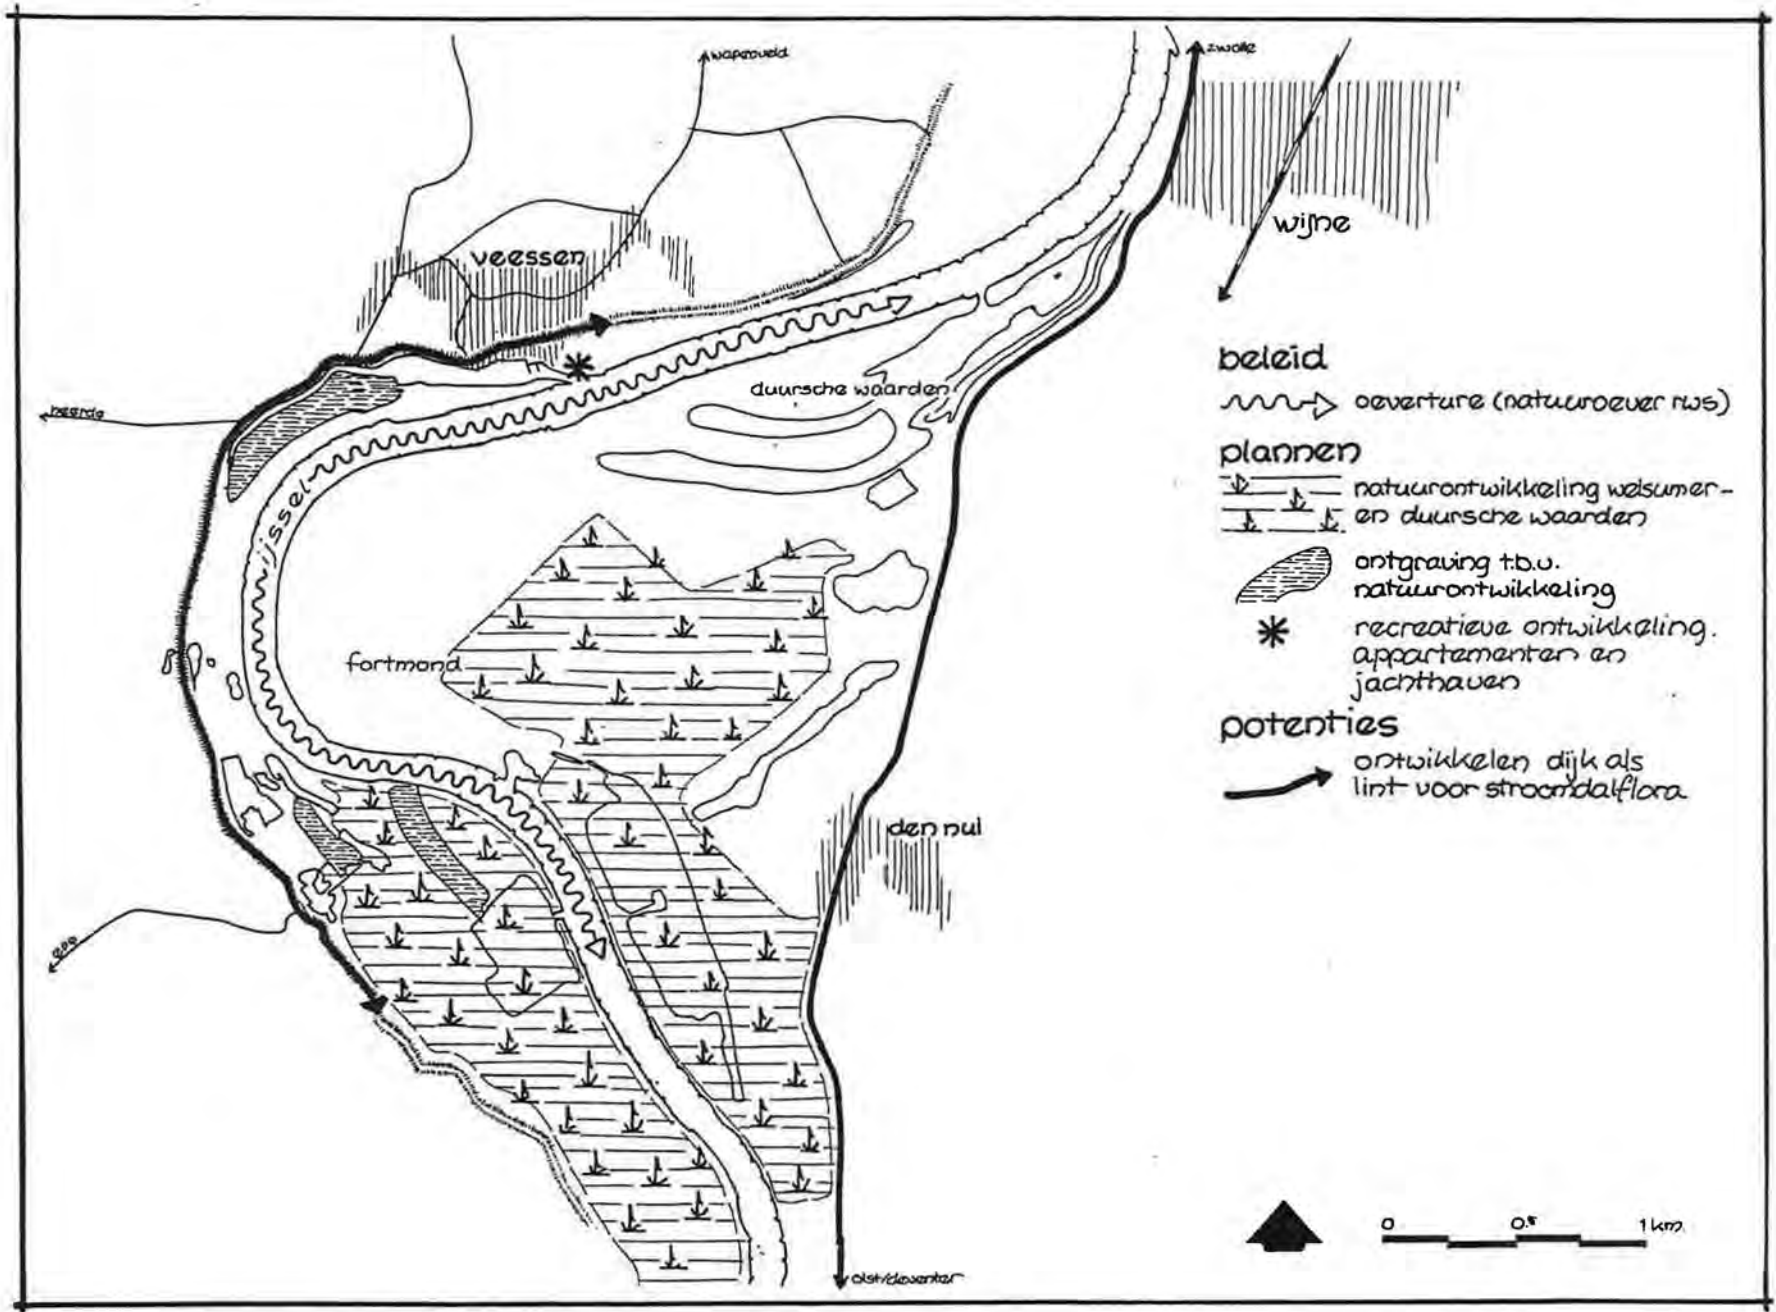 wapenveld
zwolle
wijhe
veessen
heerde
duursche waarden
ijssel
fortmond
den nul
epe
olst/deventer
beleid
oeverture (natuuroever rws)
plannen
natuurontwikkeling welsumer-
en duursche waarden
ontgraving t.b.v.
natuurontwikkeling
recreatieve ontwikkeling.
appartementen en
jachthaven
potenties
ontwikkelen dijk als
lint voor stroomdalflora
0 0.5 1 km.